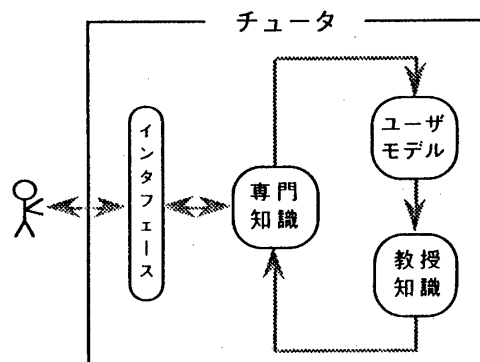 チュータ
インタフェース
専門
知識
ユーザ
モデル
教授
知識